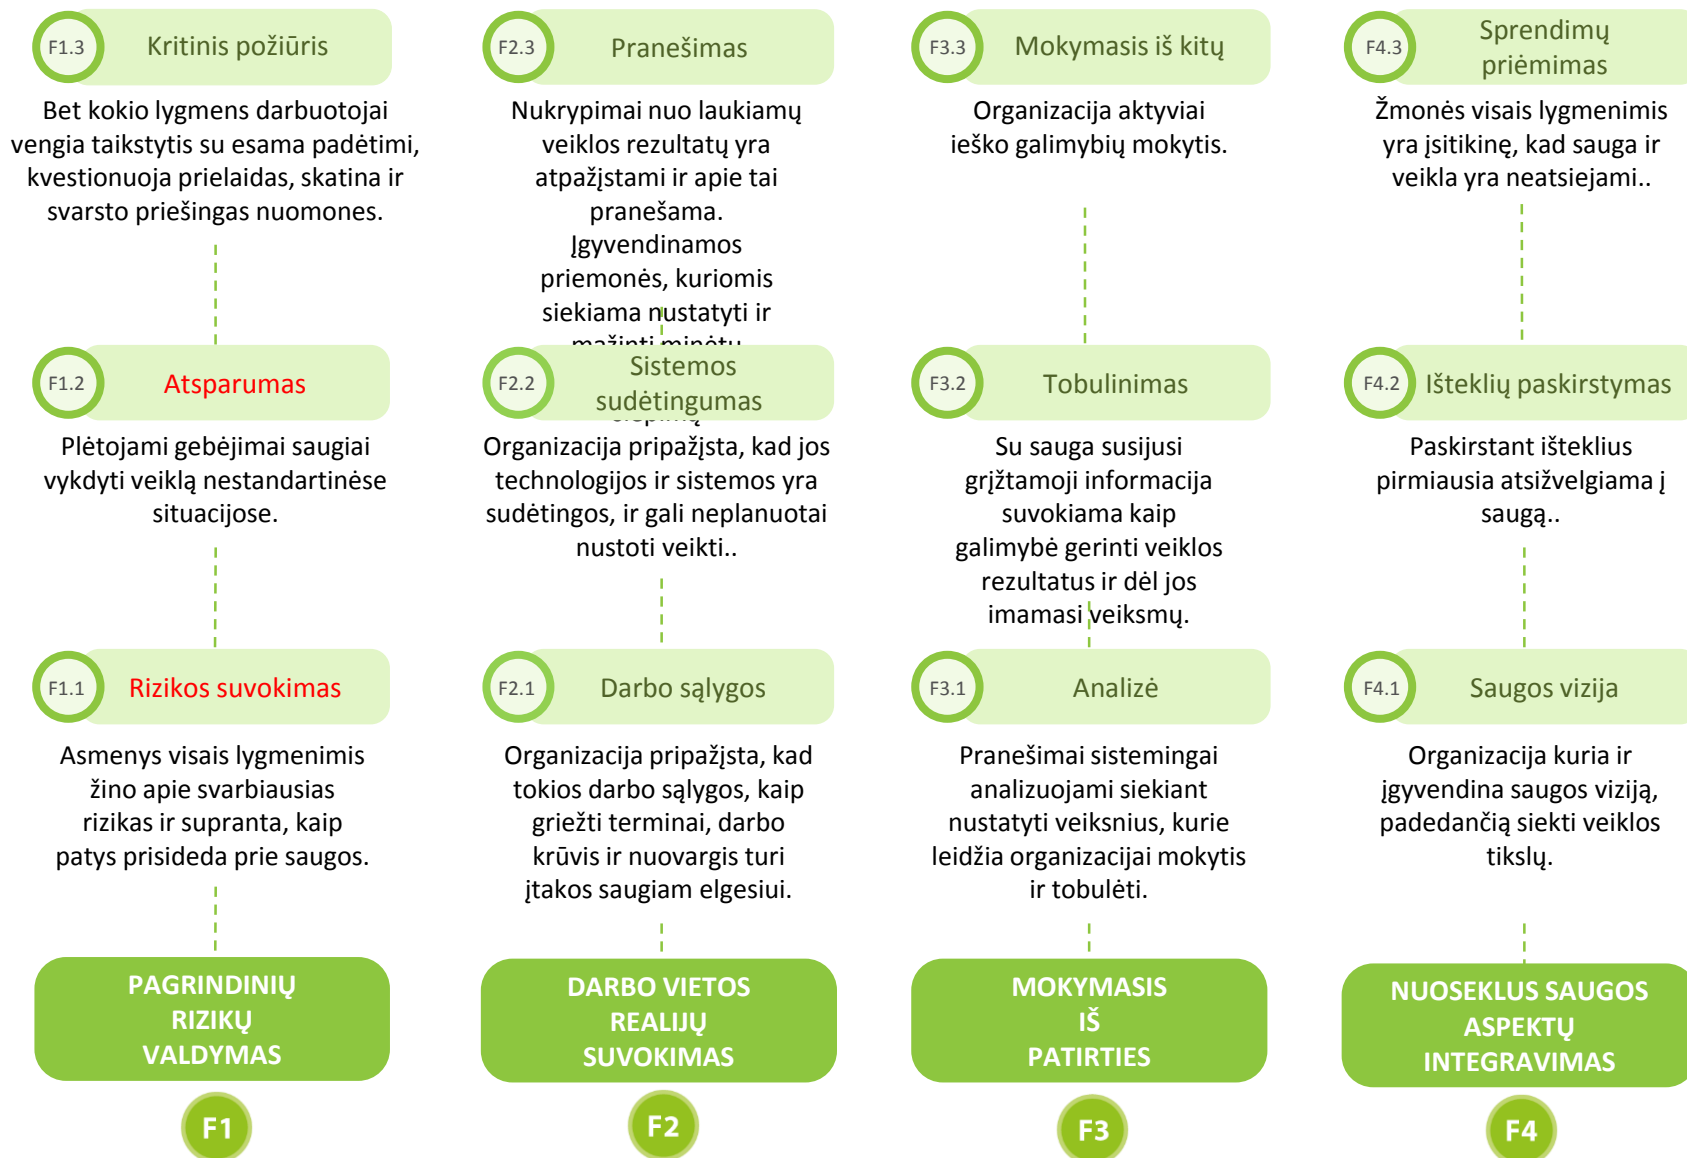 F1.3
Kritinis požiūris
Bet kokio lygmens darbuotojai
vengia taikstytis su esama padėtimi,
kvestionuoja prielaidas, skatina ir
svarsto priešingas nuomones.
F1.2
Atsparumas
Plėtojami gebėjimai saugiai
vykdyti veiklą nestandartinėse
situacijose.
F1.1
Rizikos suvokimas
Asmenys visais lygmenimis
žino apie svarbiausias
rizikas ir supranta, kaip
patys prisideda prie saugos.
PAGRINDINIŲ
RIZIKŲ
VALDYMAS
F1
F2.3
Pranešimas
Nukrypimai nuo laukiamų
veiklos rezultatų yra
atpažįstami ir apie tai
pranešama.
Įgyvendinamos
priemonės, kuriomis
siekiama nustatyti ir
mažinti minėtų
F2.2
Sistemos
sudėtingumas
Organizacija pripažįsta, kad jos
technologijos ir sistemos yra
sudėtingos, ir gali neplanuotai
nustoti veikti..
F2.1
Darbo sąlygos
Organizacija pripažįsta, kad
tokios darbo sąlygos, kaip
griežti terminai, darbo
krūvis ir nuovargis turi
įtakos saugiam elgesiui.
DARBO VIETOS
REALIJŲ
SUVOKIMAS
F2
F3.3
Mokymasis iš kitų
Organizacija aktyviai
ieško galimybių mokytis.
F3.2
Tobulinimas
Su sauga susijusi
grįžtamoji informacija
suvokiama kaip
galimybė gerinti veiklos
rezultatus ir dėl jos
imamasi veiksmų.
F3.1
Analizė
Pranešimai sistemingai
analizuojami siekiant
nustatyti veiksnius, kurie
leidžia organizacijai mokytis
ir tobulėti.
MOKYMASIS
IŠ
PATIRTIES
F3
F4.3
Sprendimų
priėmimas
Žmonės visais lygmenimis
yra įsitikinę, kad sauga ir
veikla yra neatsiejami..
F4.2
Išteklių paskirstymas
Paskirstant išteklius
pirmiausia atsižvelgiama į
saugą..
F4.1
Saugos vizija
Organizacija kuria ir
įgyvendina saugos viziją,
padedančią siekti veiklos
tikslų.
NUOSEKLUS SAUGOS
ASPEKTŲ
INTEGRAVIMAS
F4